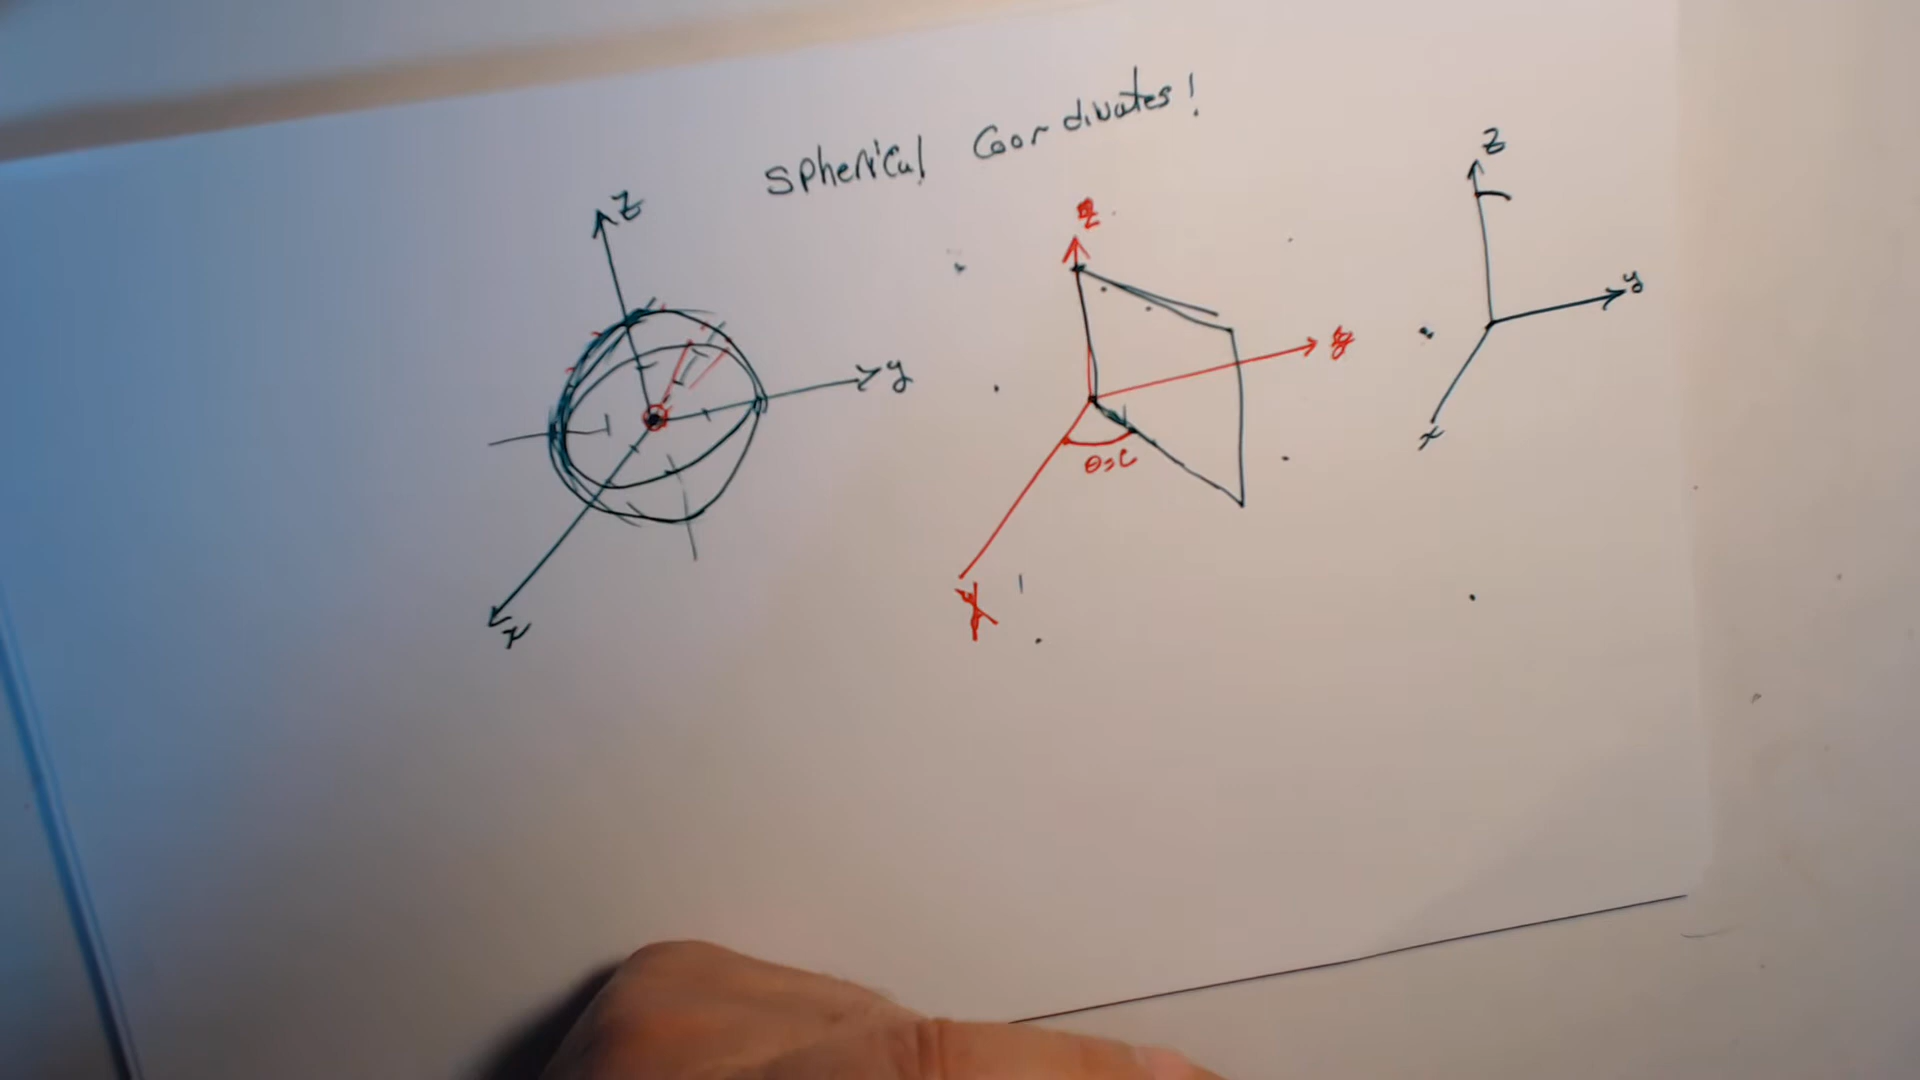 Spherical Coordinates!
z
y
x
z
y
x
θ=c
z
y
x